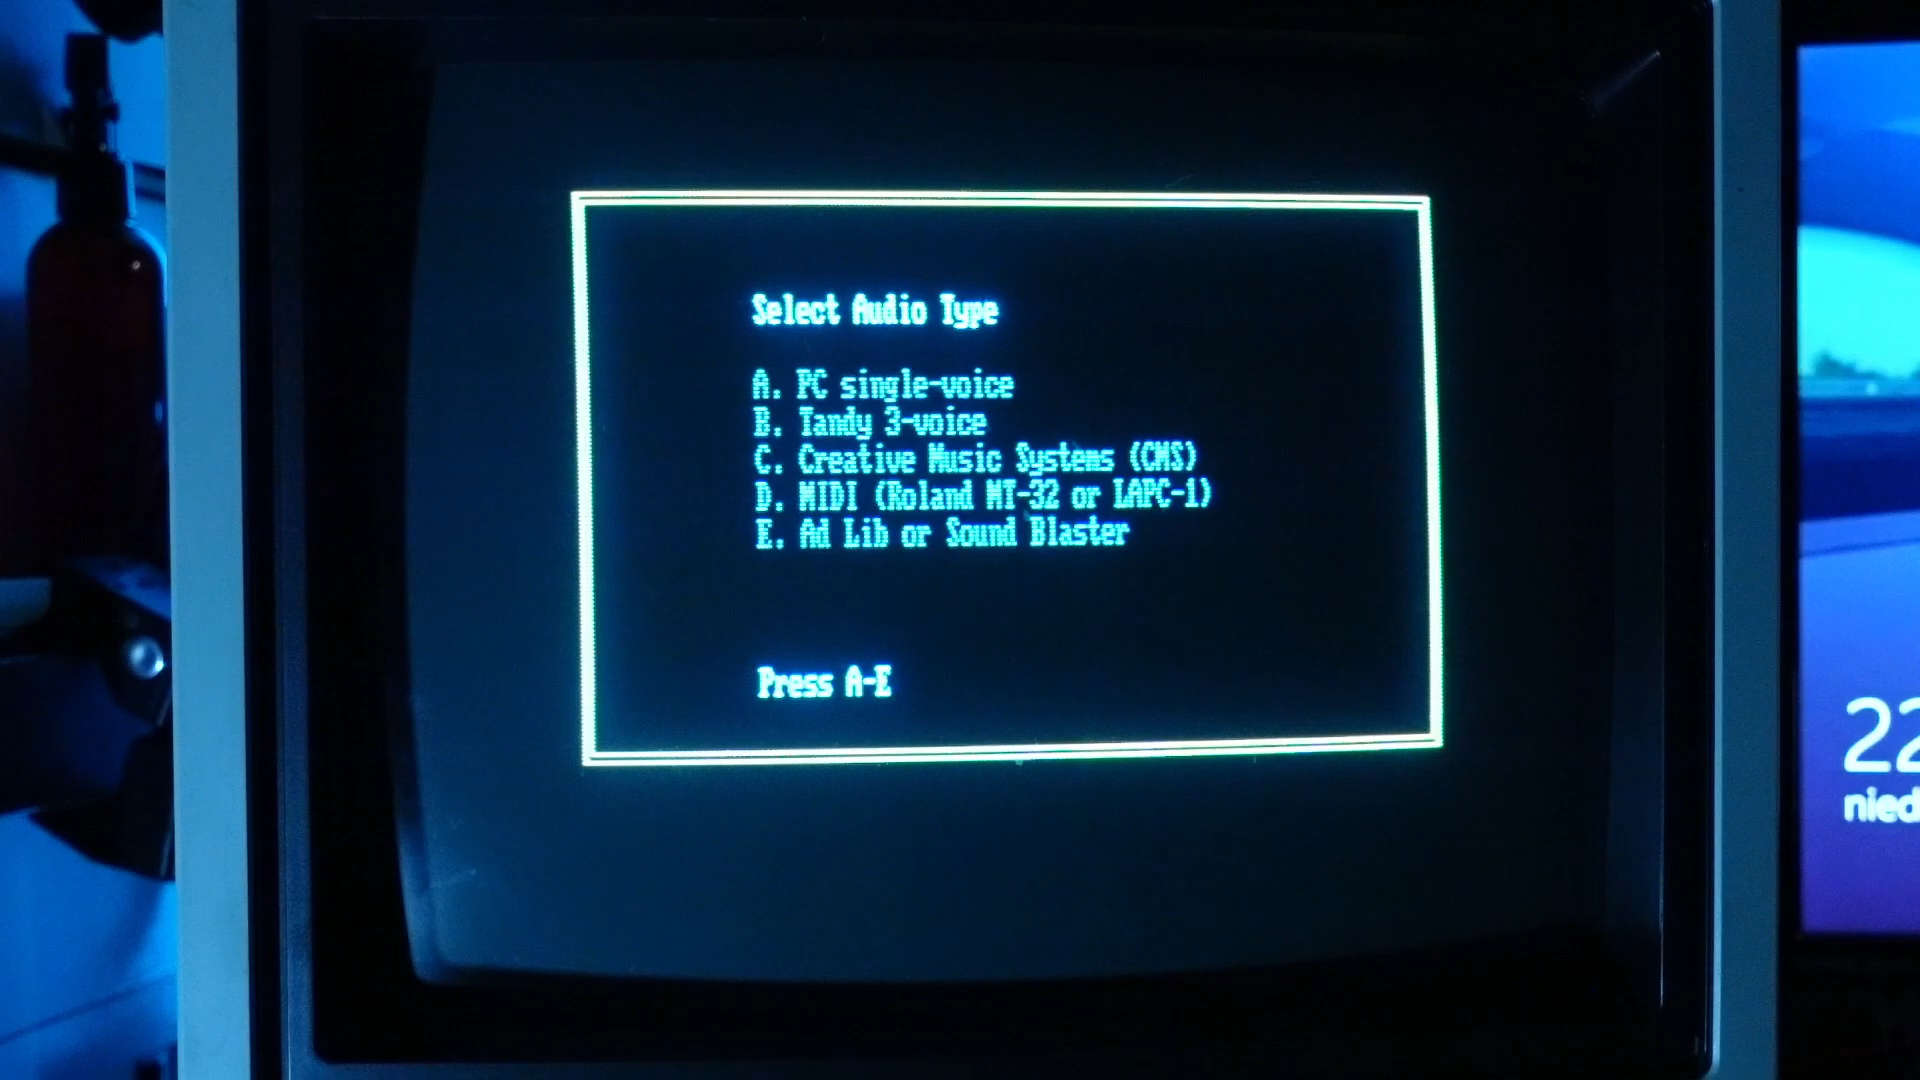 Select Audio Type
A. PC single-voice
B. Tandy 3-voice
C. Creative Music Systems (CMS)
D. MIDI (Roland MT-32 or LAPC-1)
E. Ad Lib or Sound Blaster
Press A-E
22
nied